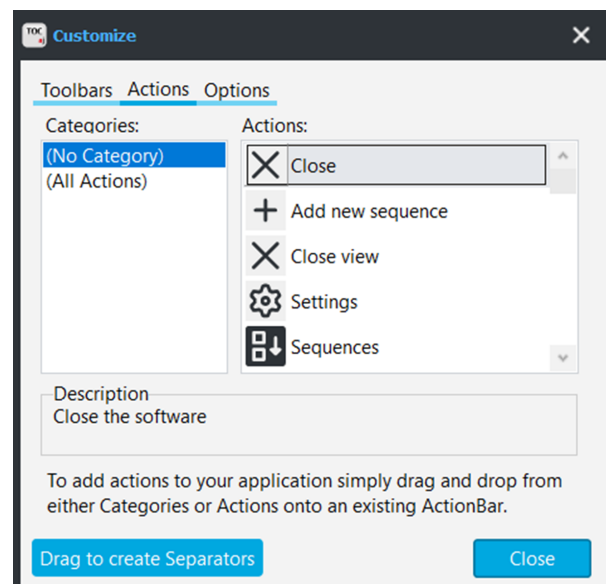 TOC
Customize
Toolbars Actions Options
Categories: Actions:
(No Category)
(All Actions)
Close
Add new sequence
Close view
Settings
Sequences
Description
Close the software
To add actions to your application simply drag and drop from
either Categories or Actions onto an existing ActionBar.
Drag to create Separators Close